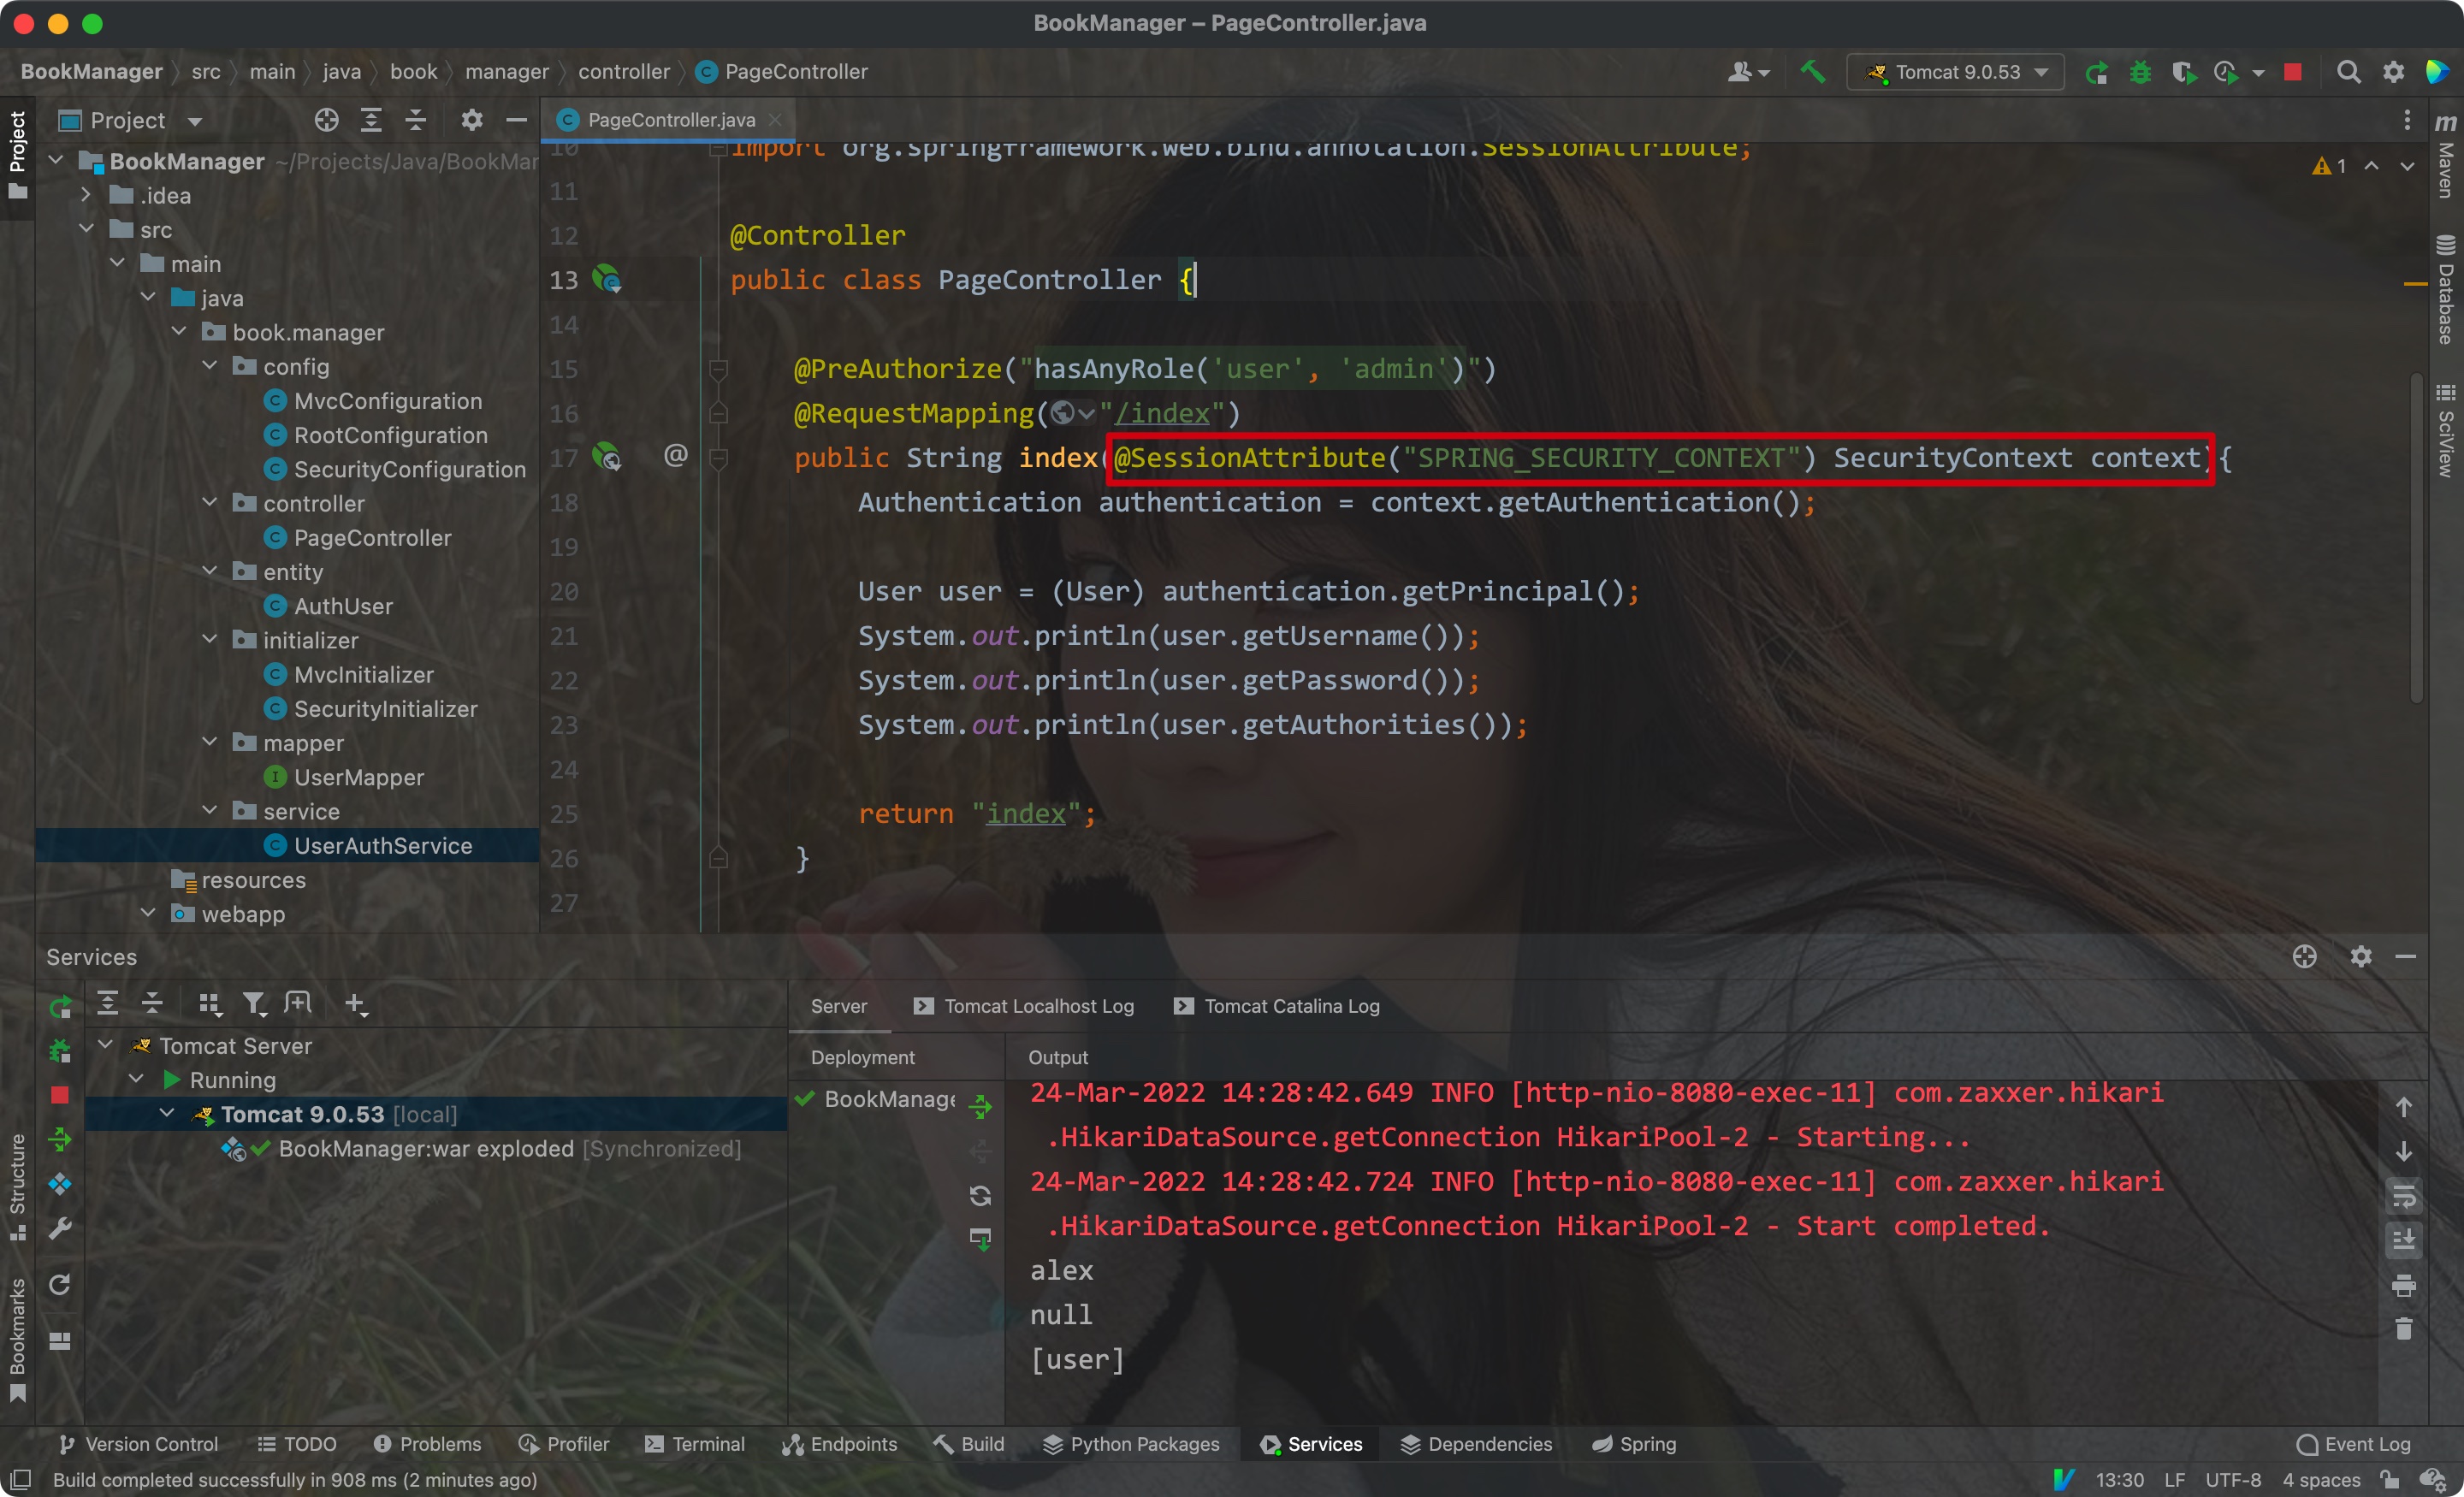 BookManager – PageController.java
BookManager src main java book manager controller PageController
Tomcat 9.0.53
Project
PageController.java
Project
BookManager ~/Projects/Java/BookMar
.idea
src
main
java
book.manager
config
MvcConfiguration
RootConfiguration
SecurityConfiguration
controller
PageController
entity
AuthUser
initializer
MvcInitializer
SecurityInitializer
mapper
UserMapper
service
UserAuthService
resources
webapp
10 import org.springframework.web.bind.annotation.SessionAttribute;
11
12 @Controller
13 public class PageController {
14
15 @PreAuthorize("hasAnyRole('user', 'admin')")
16 @RequestMapping("/index")
17 @ public String index(@SessionAttribute("SPRING_SECURITY_CONTEXT") SecurityContext context){
18 Authentication authentication = context.getAuthentication();
19
20 User user = (User) authentication.getPrincipal();
21 System.out.println(user.getUsername());
22 System.out.println(user.getPassword());
23 System.out.println(user.getAuthorities());
24
25 return "index";
26 }
27
1
m
Maven
Database
SciView
Services
Tomcat Server
Running
Tomcat 9.0.53 [local]
BookManager:war exploded [Synchronized]
Server Tomcat Localhost Log Tomcat Catalina Log
Deployment Output
BookManage
24-Mar-2022 14:28:42.649 INFO [http-nio-8080-exec-11] com.zaxxer.hikari
.HikariDataSource.getConnection HikariPool-2 - Starting...
24-Mar-2022 14:28:42.724 INFO [http-nio-8080-exec-11] com.zaxxer.hikari
.HikariDataSource.getConnection HikariPool-2 - Start completed.
alex
null
[user]
Structure
Bookmarks
Version Control TODO Problems Profiler Terminal Endpoints Build Python Packages Services Dependencies Spring Event Log
Build completed successfully in 908 ms (2 minutes ago) 13:30 LF UTF-8 4 spaces